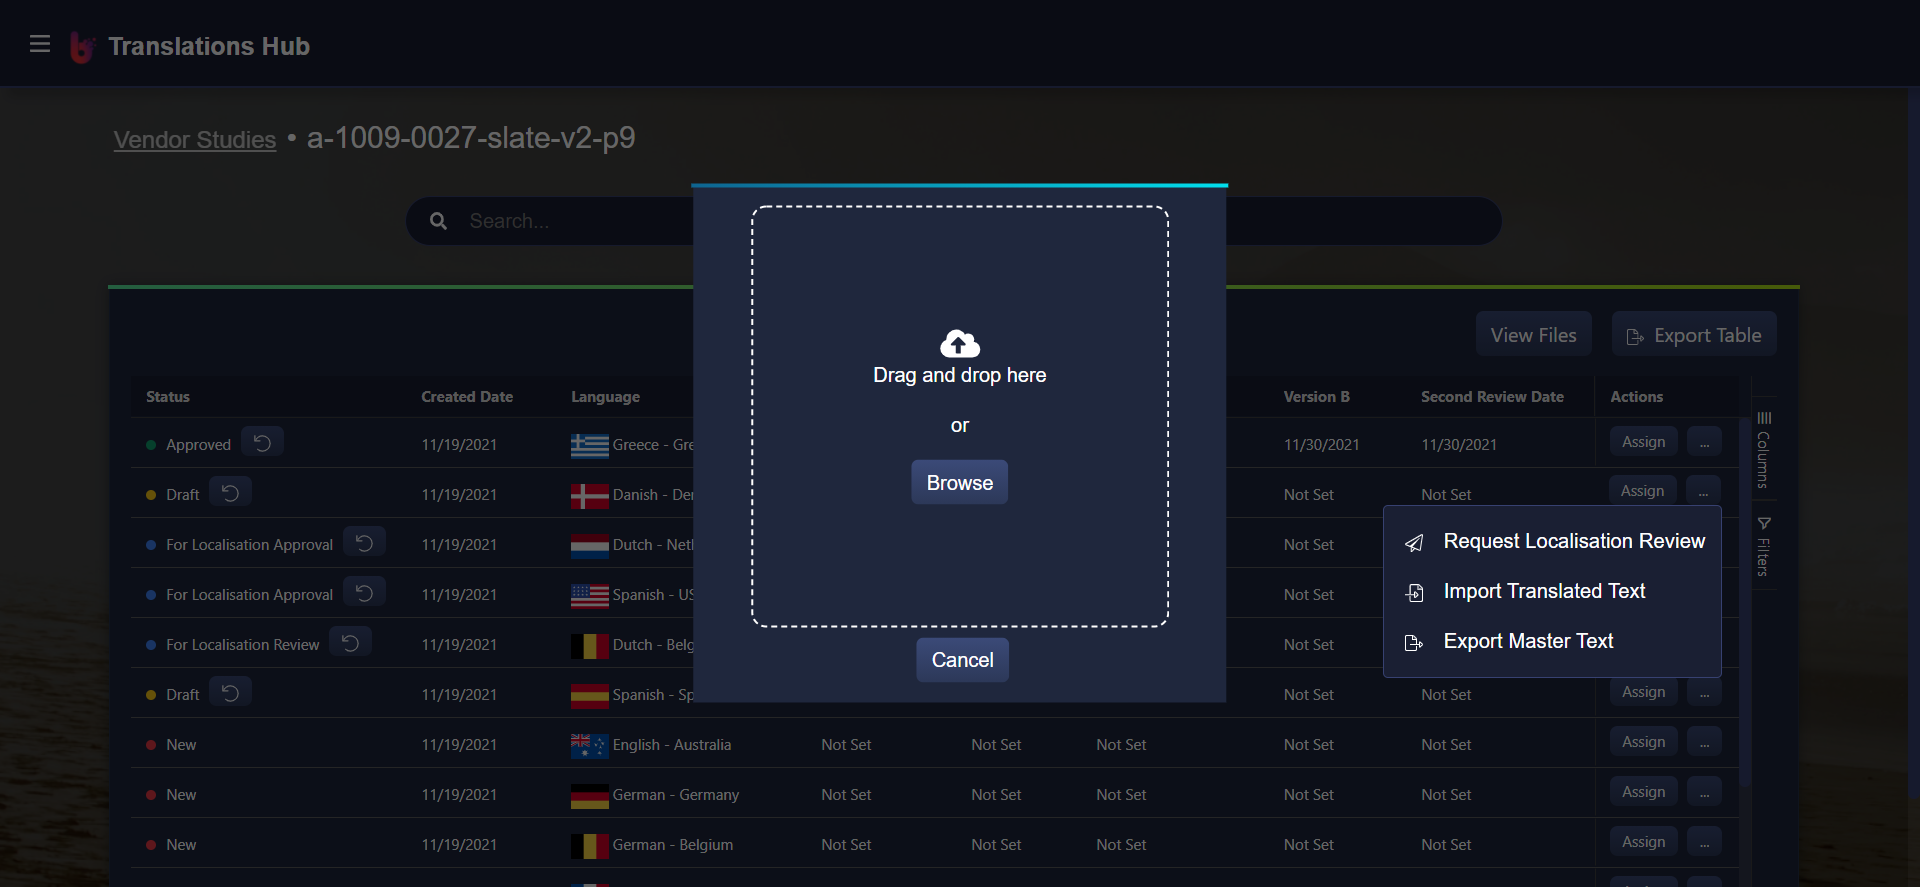 Translations Hub
Vendor Studies • a-1009-0027-slate-v2-p9
Search...
Drag and drop here
or
Browse
Cancel
View Files
Export Table
Status Created Date Language Version B Second Review Date Actions
Approved 11/19/2021 Greece - Gre 11/30/2021 11/30/2021 Assign ...
Draft 11/19/2021 Danish - Der Not Set Not Set Assign ...
For Localisation Approval 11/19/2021 Dutch - Netl Not Set
For Localisation Approval 11/19/2021 Spanish - US Not Set
For Localisation Review 11/19/2021 Dutch - Belg Not Set
Draft 11/19/2021 Spanish - Sp Not Set Not Set Assign ...
New 11/19/2021 English - Australia Not Set Not Set Not Set Not Set Not Set Assign ...
New 11/19/2021 German - Germany Not Set Not Set Not Set Not Set Not Set Assign ...
New 11/19/2021 German - Belgium Not Set Not Set Not Set Not Set Not Set Assign ...
Request Localisation Review
Import Translated Text
Export Master Text
Columns
Filters